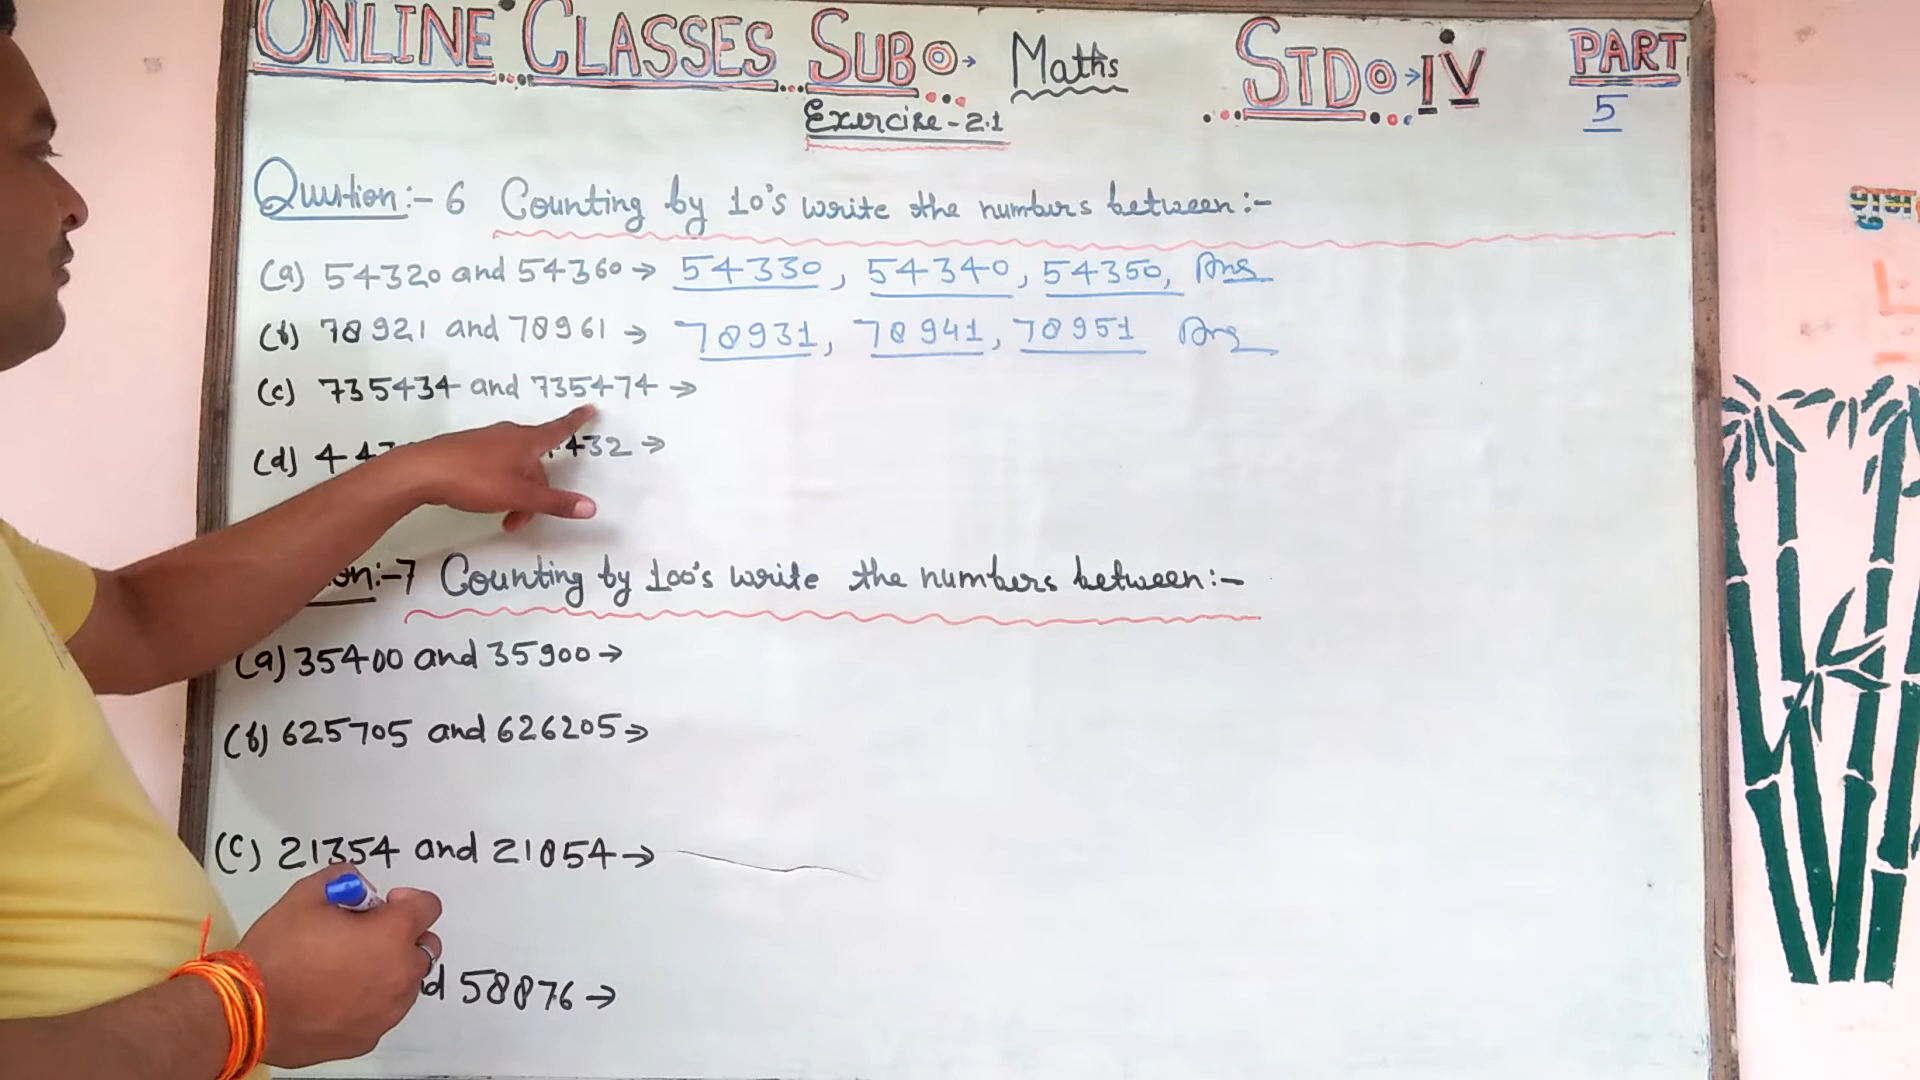 ONLINE CLASSES SUB → Maths STD → IV PART
5
Exercise - 2.1
Question:- 6 Counting by 10's write the numbers between:-
(a) 54320 and 54360 → 54330, 54340, 54350, Ans
(b) 78921 and 78961 → 78931, 78941, 78951 Ans
(c) 735434 and 735474 →
(d) 44 432 →
:-7 Counting by 100's write the numbers between:-
(a) 35400 and 35900 →
(b) 625705 and 626205 →
(c) 21354 and 21854 →
58876 →